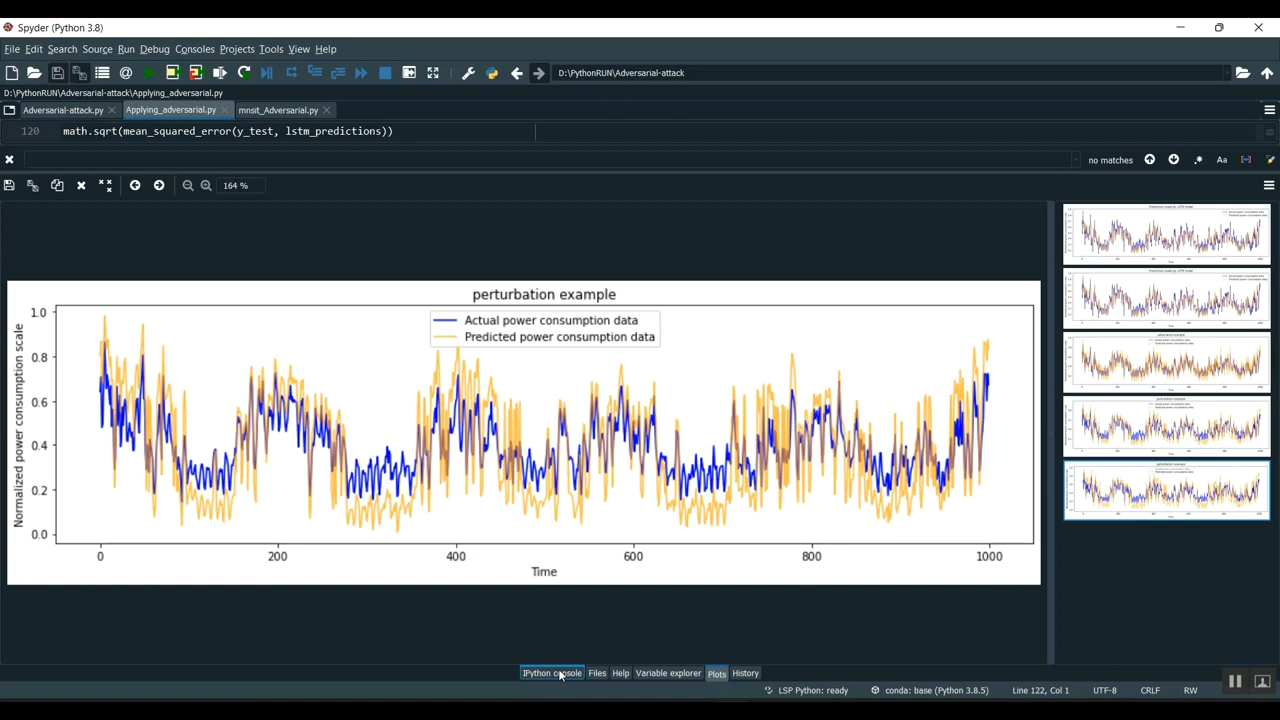 Spyder (Python 3.8)
File Edit Search Source Run Debug Consoles Projects Tools View Help
D:\PythonRUN\Adversarial-attack
D:\PythonRUN\Adversarial-attack\Applying_adversarial.py
Adversarial-attack.py Applying_adversarial.py mnsit_Adversarial.py
120 math.sqrt(mean_squared_error(y_test, lstm_predictions))
no matches Aa
164 %
perturbation example
Actual power consumption data
Predicted power consumption data
Normalized power consumption scale
1.0
0.8
0.6
0.4
0.2
0.0
0 200 400 600 800 1000
Time
IPython console Files Help Variable explorer Plots History
LSP Python: ready conda: base (Python 3.8.5) Line 122, Col 1 UTF-8 CRLF RW